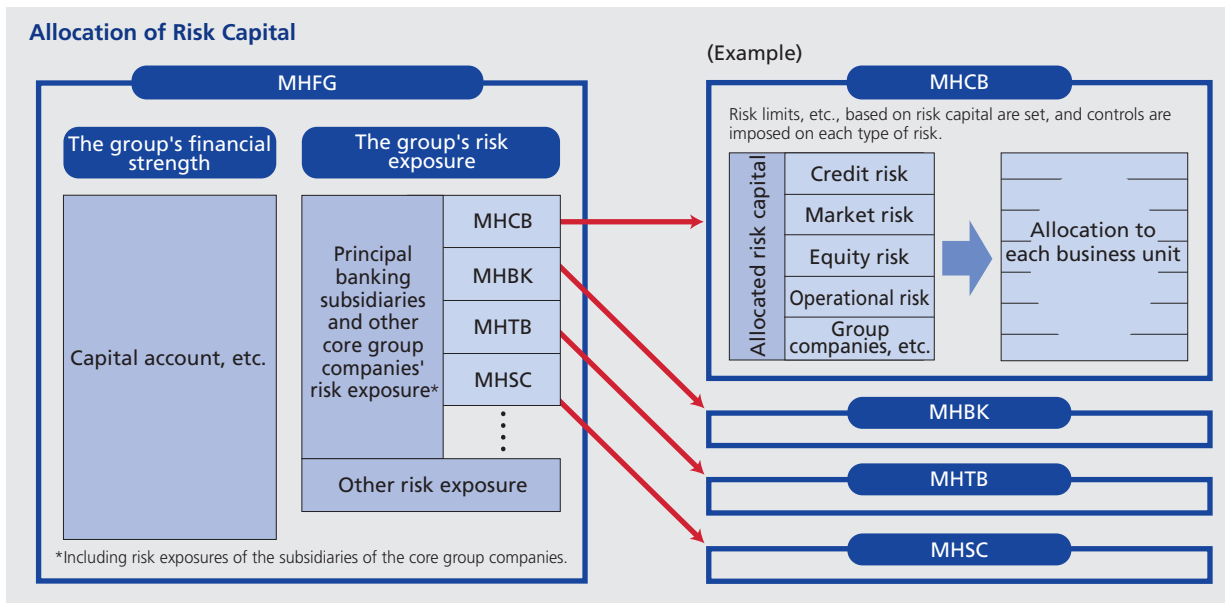 Allocation of Risk Capital
MHFG
The group's financial
strength
The group's risk
exposure
Capital account, etc.
Principal
banking
subsidiaries
and other
core group
companies'
risk exposure*
MHCB
MHBK
MHTB
MHSC
Other risk exposure
*Including risk exposures of the subsidiaries of the core group companies.
(Example)
MHCB
Risk limits, etc., based on risk capital are set, and controls are
imposed on each type of risk.
Allocated risk capital
Credit risk
Market risk
Equity risk
Operational risk
Group
companies, etc.
Allocation to
each business unit
MHBK
MHTB
MHSC